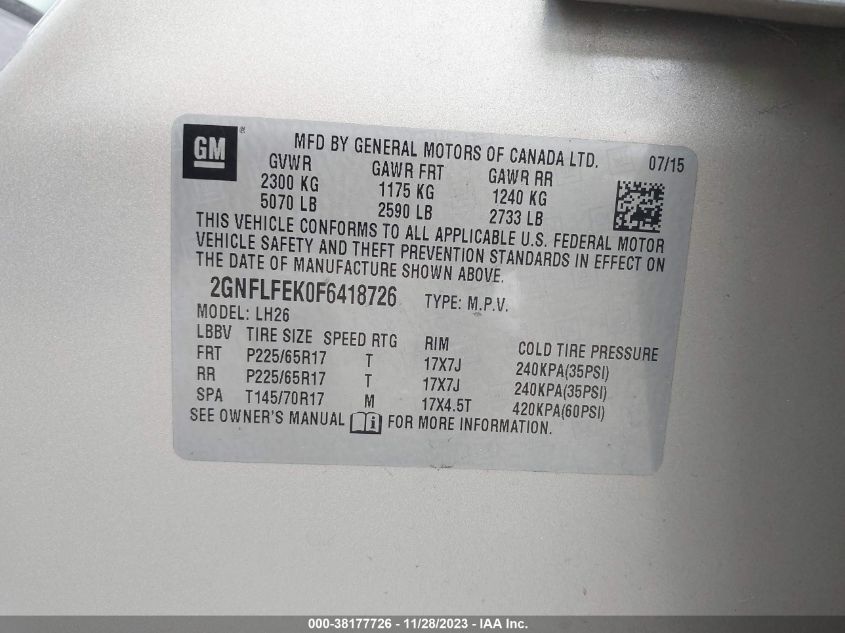 GM ®
MFD BY GENERAL MOTORS OF CANADA LTD. 07/15
GVWR GAWR FRT GAWR RR
2300 KG 1175 KG 1240 KG
5070 LB 2590 LB 2733 LB
THIS VEHICLE CONFORMS TO ALL APPLICABLE U.S. FEDERAL MOTOR
VEHICLE SAFETY AND THEFT PREVENTION STANDARDS IN EFFECT ON
THE DATE OF MANUFACTURE SHOWN ABOVE.
2GNFLFEK0F6418726 TYPE: M.P.V.
MODEL: LH26
LBBV TIRE SIZE SPEED RTG RIM COLD TIRE PRESSURE
FRT P225/65R17 T 17X7J 240KPA(35PSI)
RR P225/65R17 T 17X7J 240KPA(35PSI)
SPA T145/70R17 M 17X4.5T 420KPA(60PSI)
SEE OWNER'S MANUAL i FOR MORE INFORMATION.
000-38177726 - 11/28/2023 - IAA Inc.